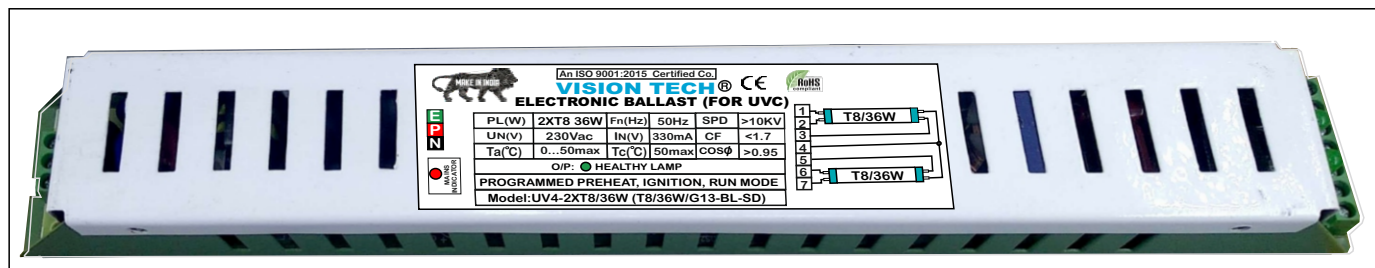 MAKE IN INDIA
An ISO 9001:2015 Certified Co.
VISION TECH® CE
RoHS
compliant
ELECTRONIC BALLAST (FOR UVC)
E
P
N
PL(W) 2XT8 36W Fn(Hz) 50Hz SPD >10KV
UN(V) 230Vac IN(V) 330mA CF <1.7
Ta(℃) 0...50max Tc(℃) 50max COSϕ >0.95
O/P: HEALTHY LAMP
MAINS
INDICATOR
PROGRAMMED PREHEAT, IGNITION, RUN MODE
Model:UV4-2XT8/36W (T8/36W/G13-BL-SD)
1
2
3
4
5
6
7
T8/36W
T8/36W